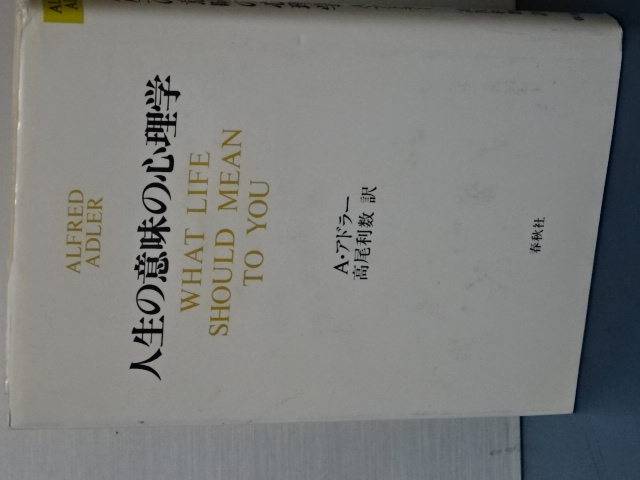 ALFRED
ADLER
人生の意味の心理学
WHAT LIFE
SHOULD MEAN
TO YOU
A・アドラー
高尾利数 訳
春秋社